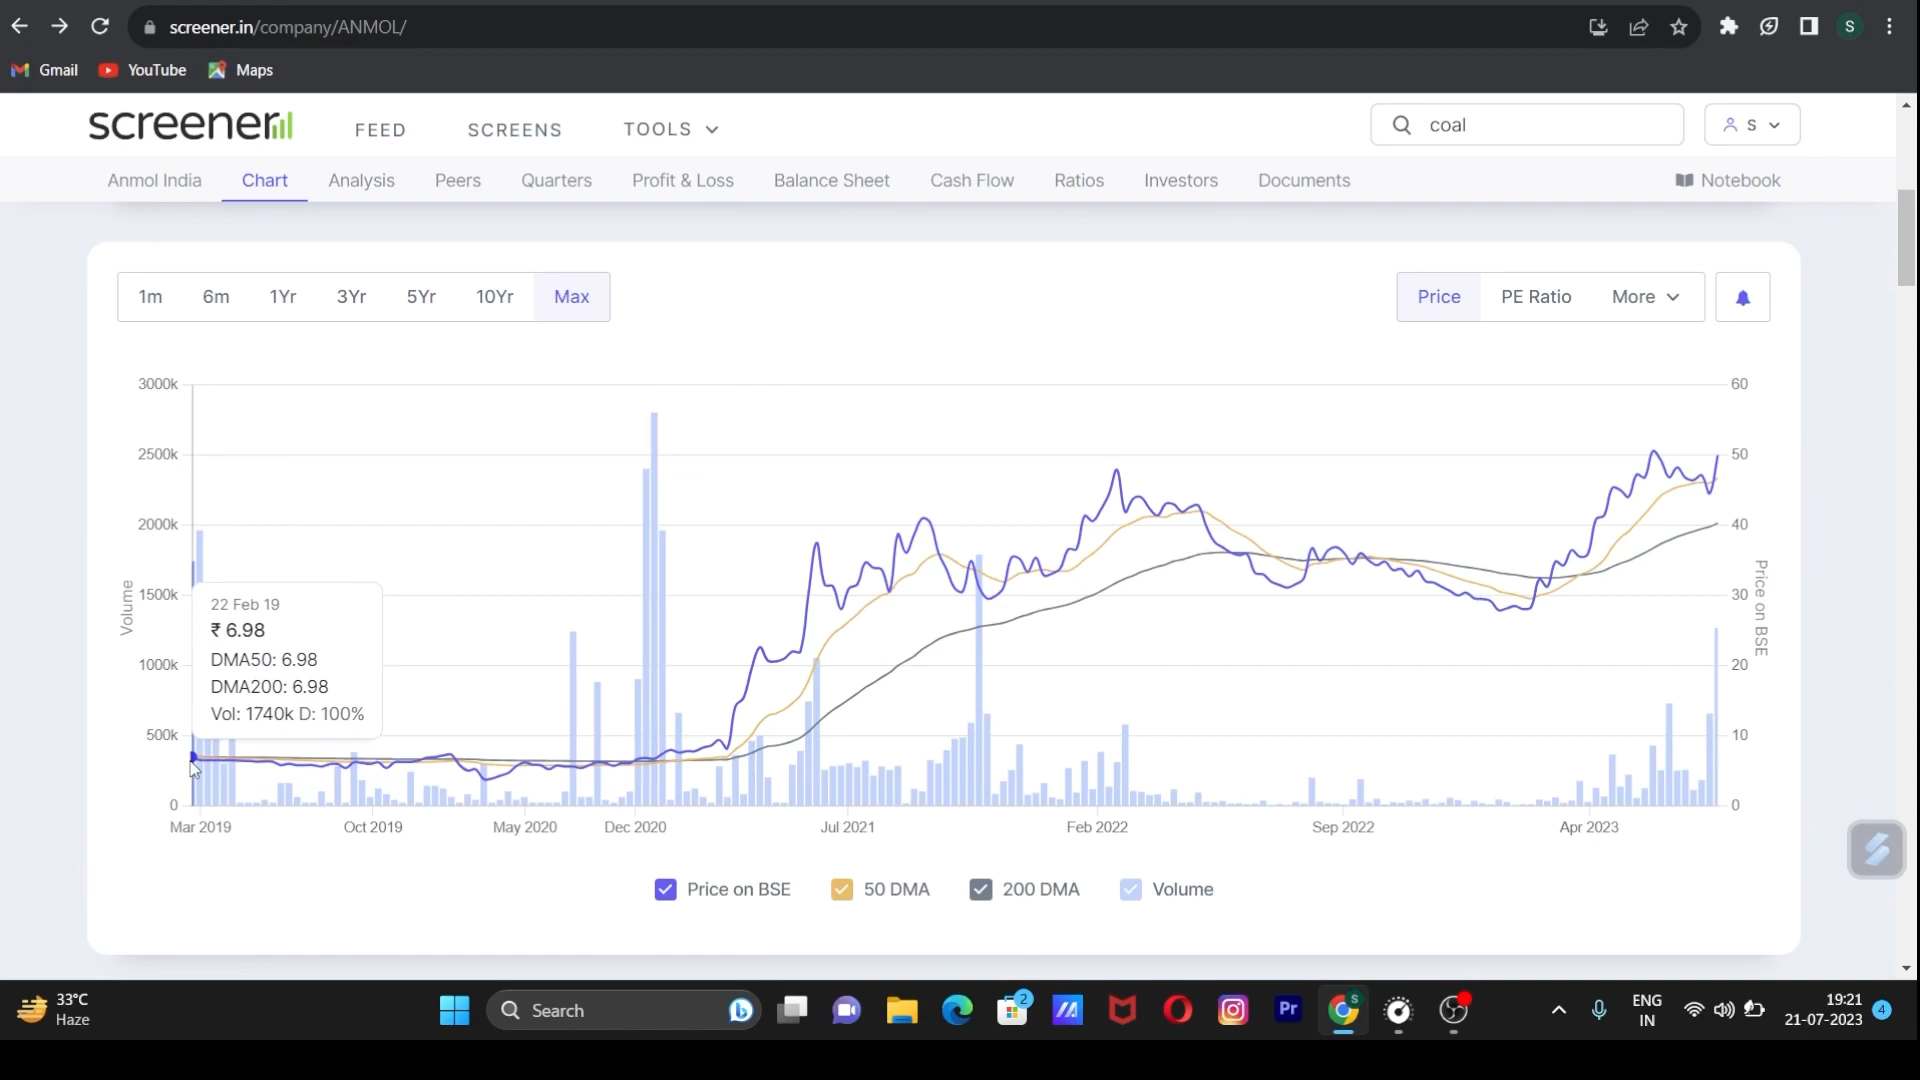 screener.in/company/ANMOL/
S
Gmail YouTube Maps
screener FEED SCREENS TOOLS coal S
Anmol India Chart Analysis Peers Quarters Profit & Loss Balance Sheet Cash Flow Ratios Investors Documents Notebook
1m 6m 1Yr 3Yr 5Yr 10Yr Max Price PE Ratio More
3000k 60
2500k 50
2000k 40
1500k 30
1000k 20
500k 10
0 0
Volume
Price on BSE
22 Feb 19
₹ 6.98
DMA50: 6.98
DMA200: 6.98
Vol: 1740k D: 100%
Mar 2019 Oct 2019 May 2020 Dec 2020 Jul 2021 Feb 2022 Sep 2022 Apr 2023
Price on BSE 50 DMA 200 DMA Volume
33°C
Haze
Search
2
Pr
S
ENG
IN
19:21
21-07-2023
4